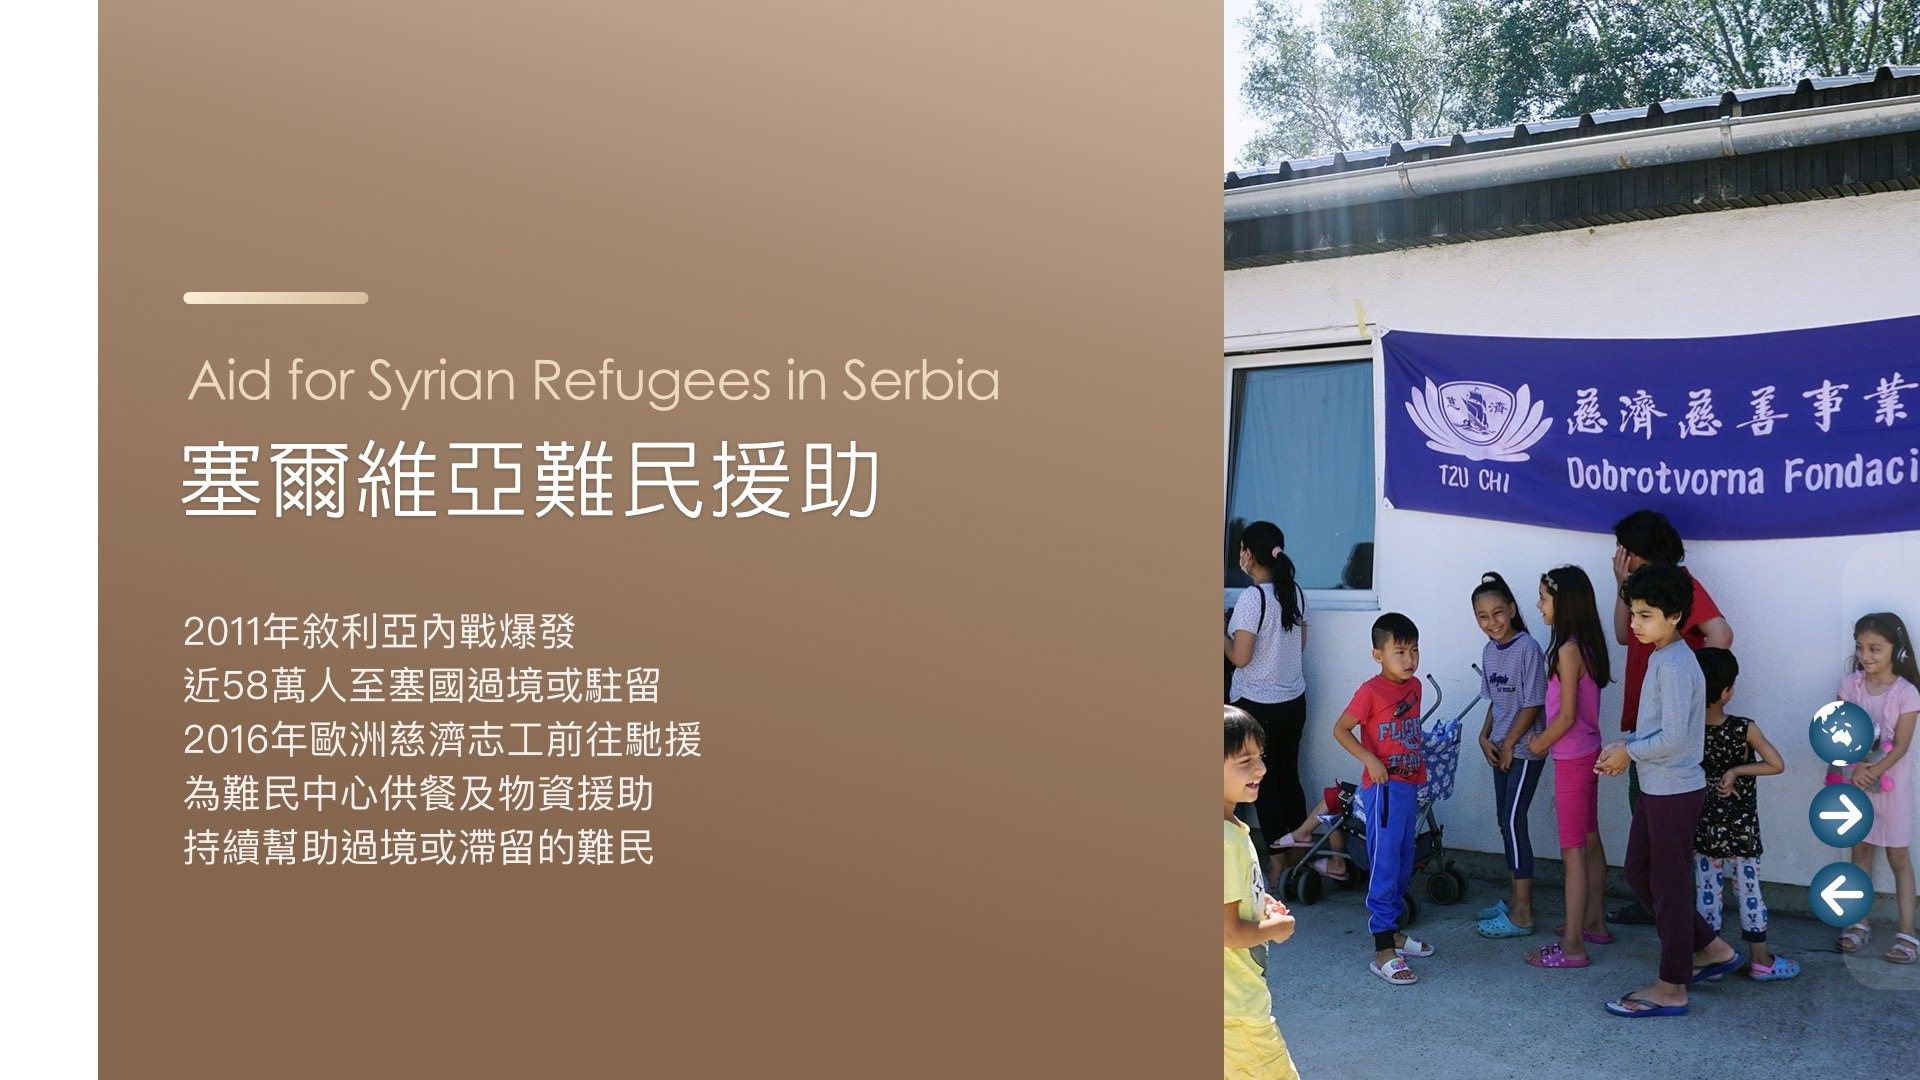 Aid for Syrian Refugees in Serbia
塞爾維亞難民援助
2011年敘利亞內戰爆發
近58萬人至塞國過境或駐留
2016年歐洲慈濟志工前往馳援
為難民中心供餐及物資援助
持續幫助過境或滯留的難民
慈濟
TZU CHI
慈濟慈善事業
Dobrotvorna Fondaci